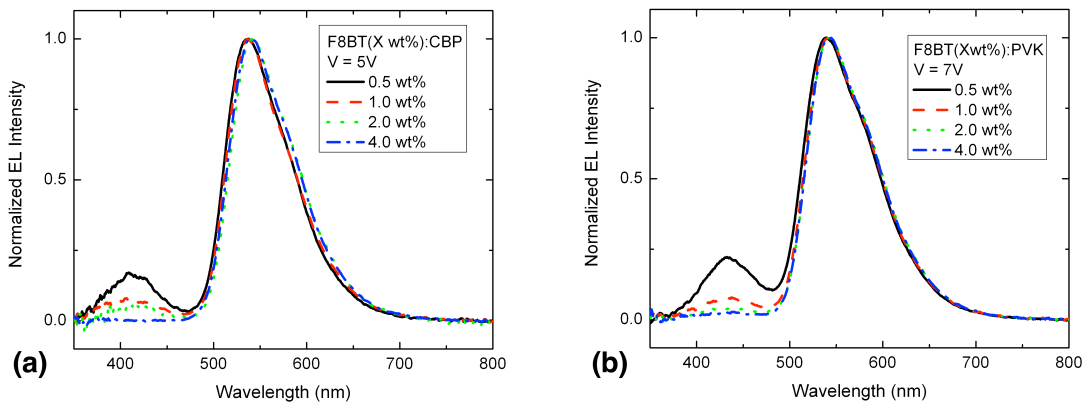 F8BT(X wt%):CBP
V = 5V
0.5 wt%
1.0 wt%
2.0 wt%
4.0 wt%
1.0
0.5
0.0
Normalized EL Intensity
400 500 600 700 800
Wavelength (nm)
(a)
F8BT(Xwt%):PVK
V = 7V
0.5 wt%
1.0 wt%
2.0 wt%
4.0 wt%
1.0
0.5
0.0
Normalized EL Intensity
400 500 600 700 800
Wavelength (nm)
(b)